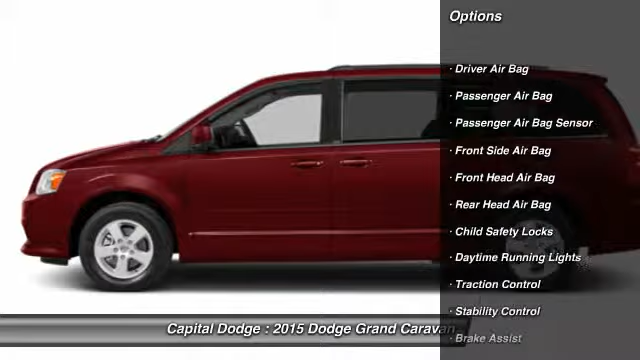 Options
· Driver Air Bag
· Passenger Air Bag
· Passenger Air Bag Sensor
· Front Side Air Bag
· Front Head Air Bag
· Rear Head Air Bag
· Child Safety Locks
· Daytime Running Lights
· Traction Control
· Stability Control
· Brake Assist
Capital Dodge : 2015 Dodge Grand Caravan